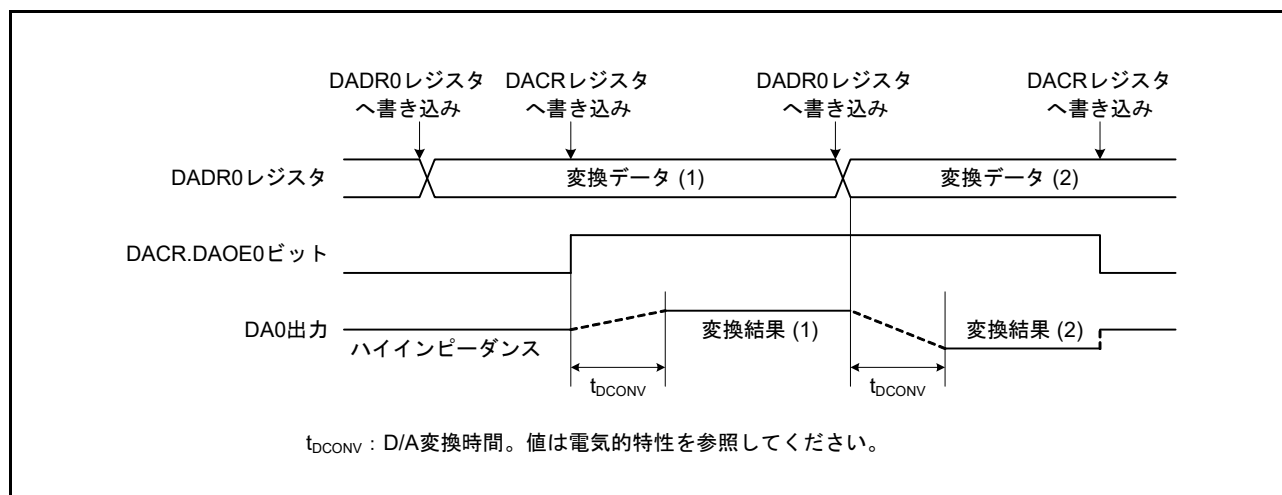 DADR0レジスタ
へ書き込み
DACRレジスタ
へ書き込み
DADR0レジスタ
へ書き込み
DACRレジスタ
へ書き込み
DADR0レジスタ
変換データ (1)
変換データ (2)
DACR.DAOE0ビット
DA0出力
ハイインピーダンス
変換結果 (1)
変換結果 (2)
tDCONV
tDCONV
tDCONV：D/A変換時間。値は電気的特性を参照してください。